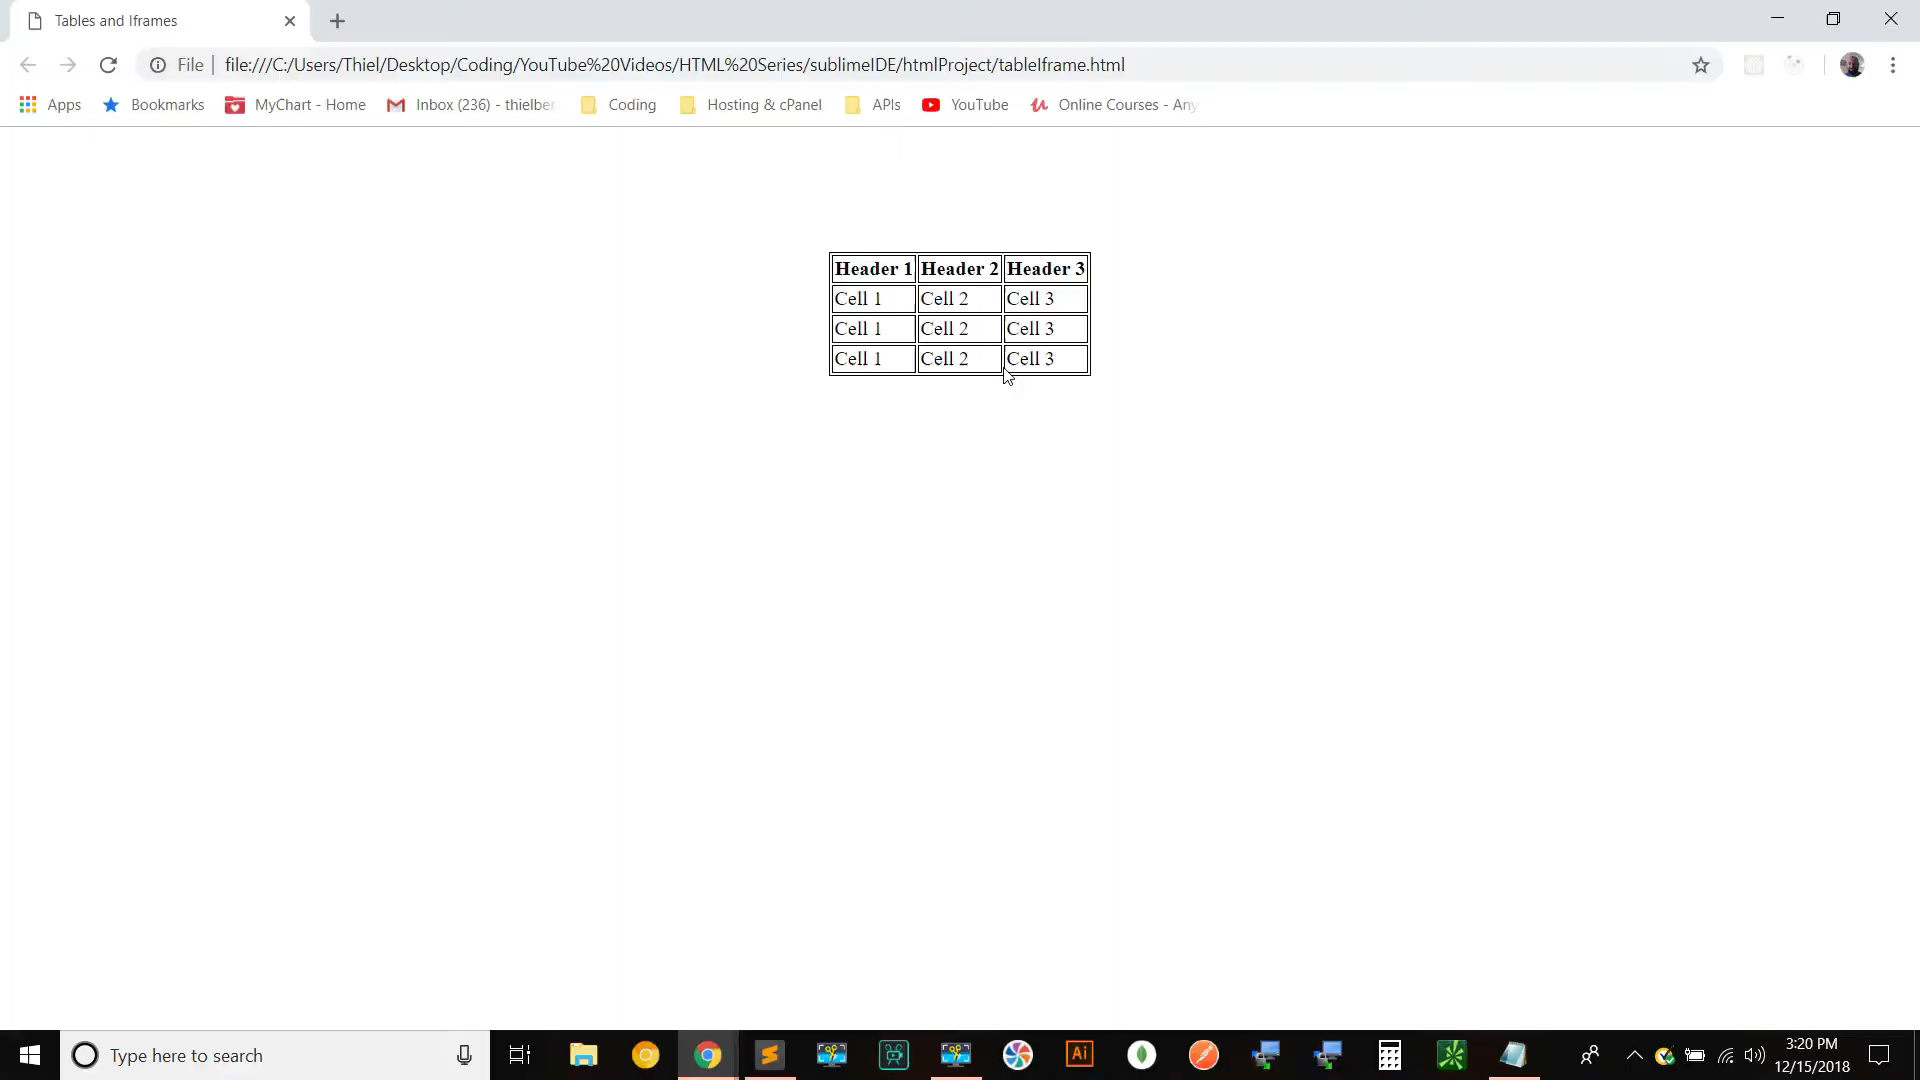 Tables and Iframes
File | file:///C:/Users/Thiel/Desktop/Coding/YouTube%20Videos/HTML%20Series/sublimeIDE/htmlProject/tableIframe.html
Apps Bookmarks MyChart - Home Inbox (236) - thielber Coding Hosting & cPanel APIs YouTube Online Courses - Any
Header 1 Header 2 Header 3
Cell 1 Cell 2 Cell 3
Cell 1 Cell 2 Cell 3
Cell 1 Cell 2 Cell 3
Type here to search
Ai
3:20 PM
12/15/2018